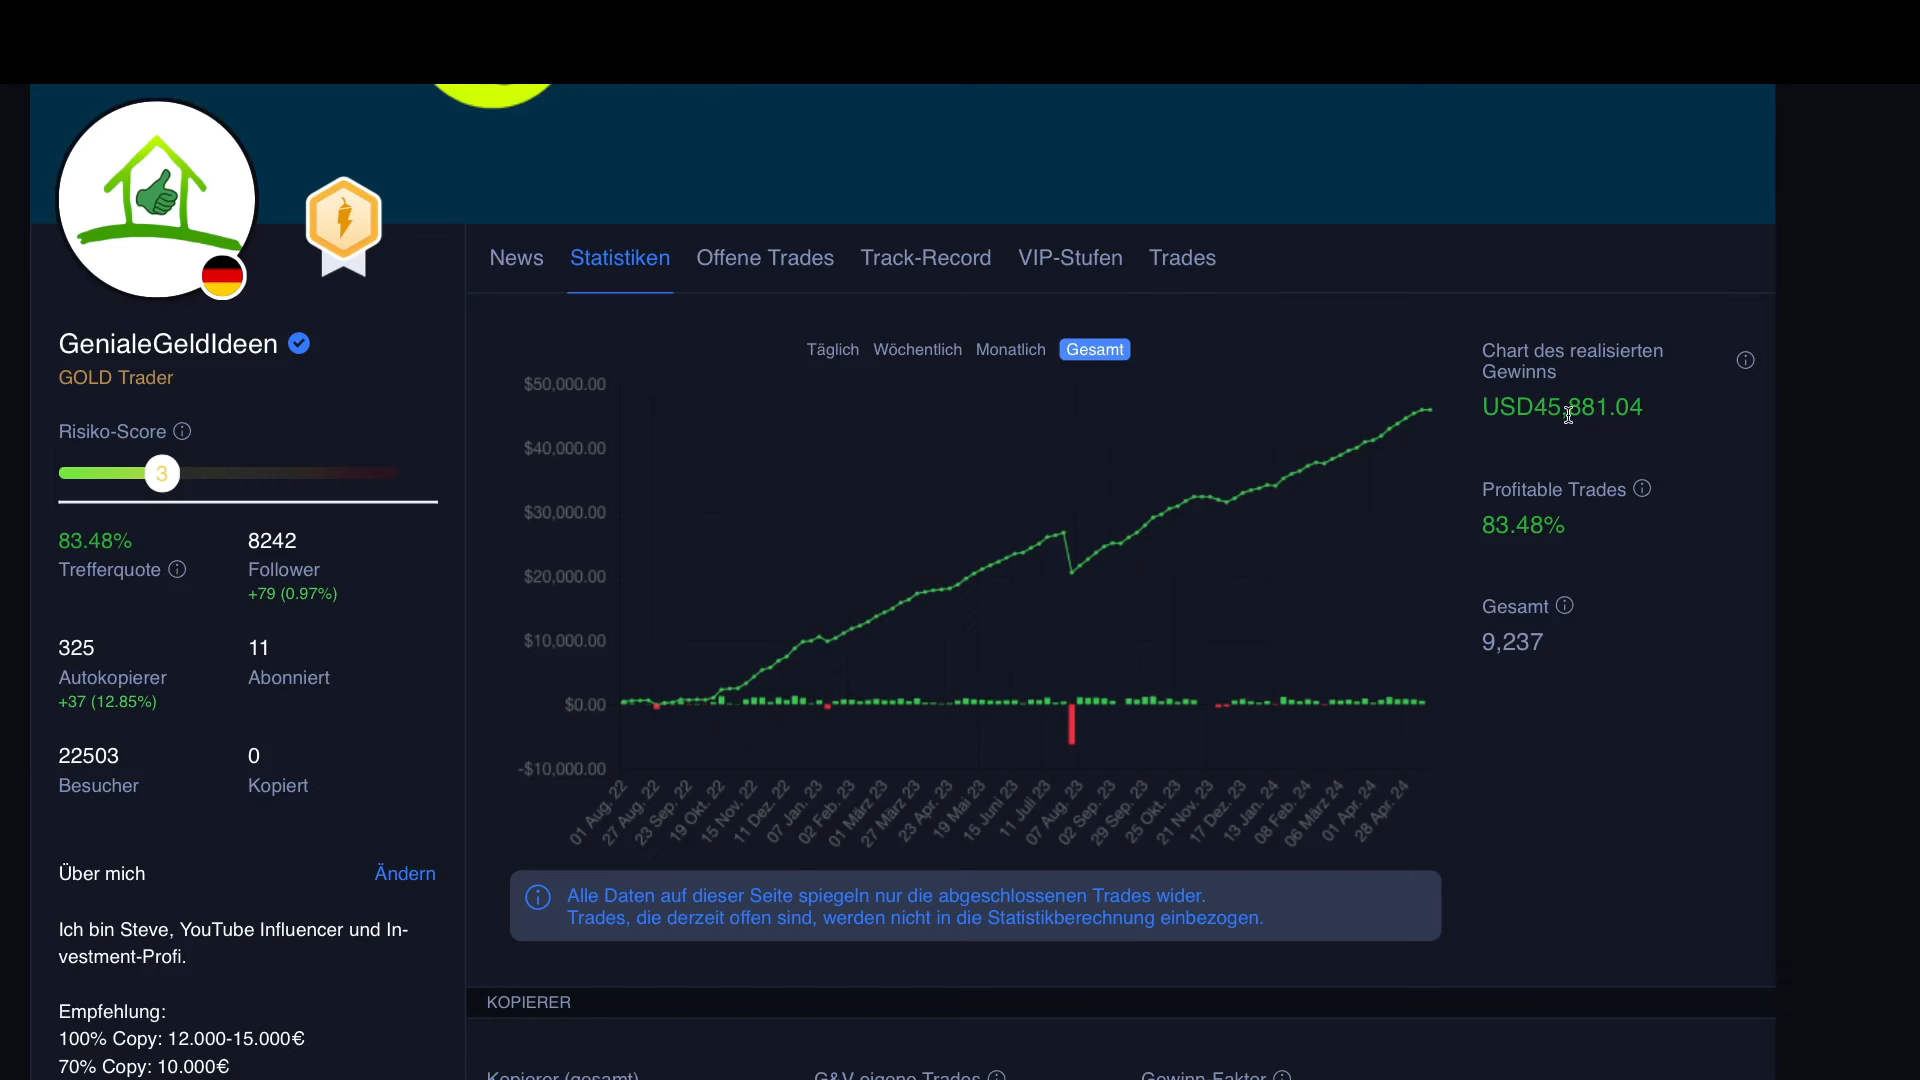 News
Statistiken
Offene Trades
Track-Record
VIP-Stufen
Trades
GenialeGeldIdeen
GOLD Trader
Risiko-Score
3
83.48%
Trefferquote
8242
Follower
+79 (0.97%)
325
Autokopierer
+37 (12.85%)
11
Abonniert
22503
Besucher
0
Kopiert
Über mich
Ändern
Ich bin Steve, YouTube Influencer und In-
vestment-Profi.
Empfehlung:
100% Copy: 12.000-15.000€
70% Copy: 10.000€
Täglich
Wöchentlich
Monatlich
Gesamt
$50,000.00
$40,000.00
$30,000.00
$20,000.00
$10,000.00
$0.00
-$10,000.00
01 Aug. 22
27 Aug. 22
23 Sep. 22
19 Okt. 22
15 Nov. 22
11 Dez. 22
07 Jan. 23
02 Feb. 23
01 März 23
27 März 23
23 Apr. 23
19 Mai 23
15 Juni 23
11 Juli 23
07 Aug. 23
02 Sep. 23
29 Sep. 23
25 Okt. 23
21 Nov. 23
17 Dez. 23
13 Jan. 24
08 Feb. 24
06 März 24
01 Apr. 24
28 Apr. 24
Chart des realisierten
Gewinns
USD45,881.04
Profitable Trades
83.48%
Gesamt
9,237
Alle Daten auf dieser Seite spiegeln nur die abgeschlossenen Trades wider.
Trades, die derzeit offen sind, werden nicht in die Statistikberechnung einbezogen.
KOPIERER
Kopierer (gesamt)
G&V eigene Trades
Gewinn-Faktor